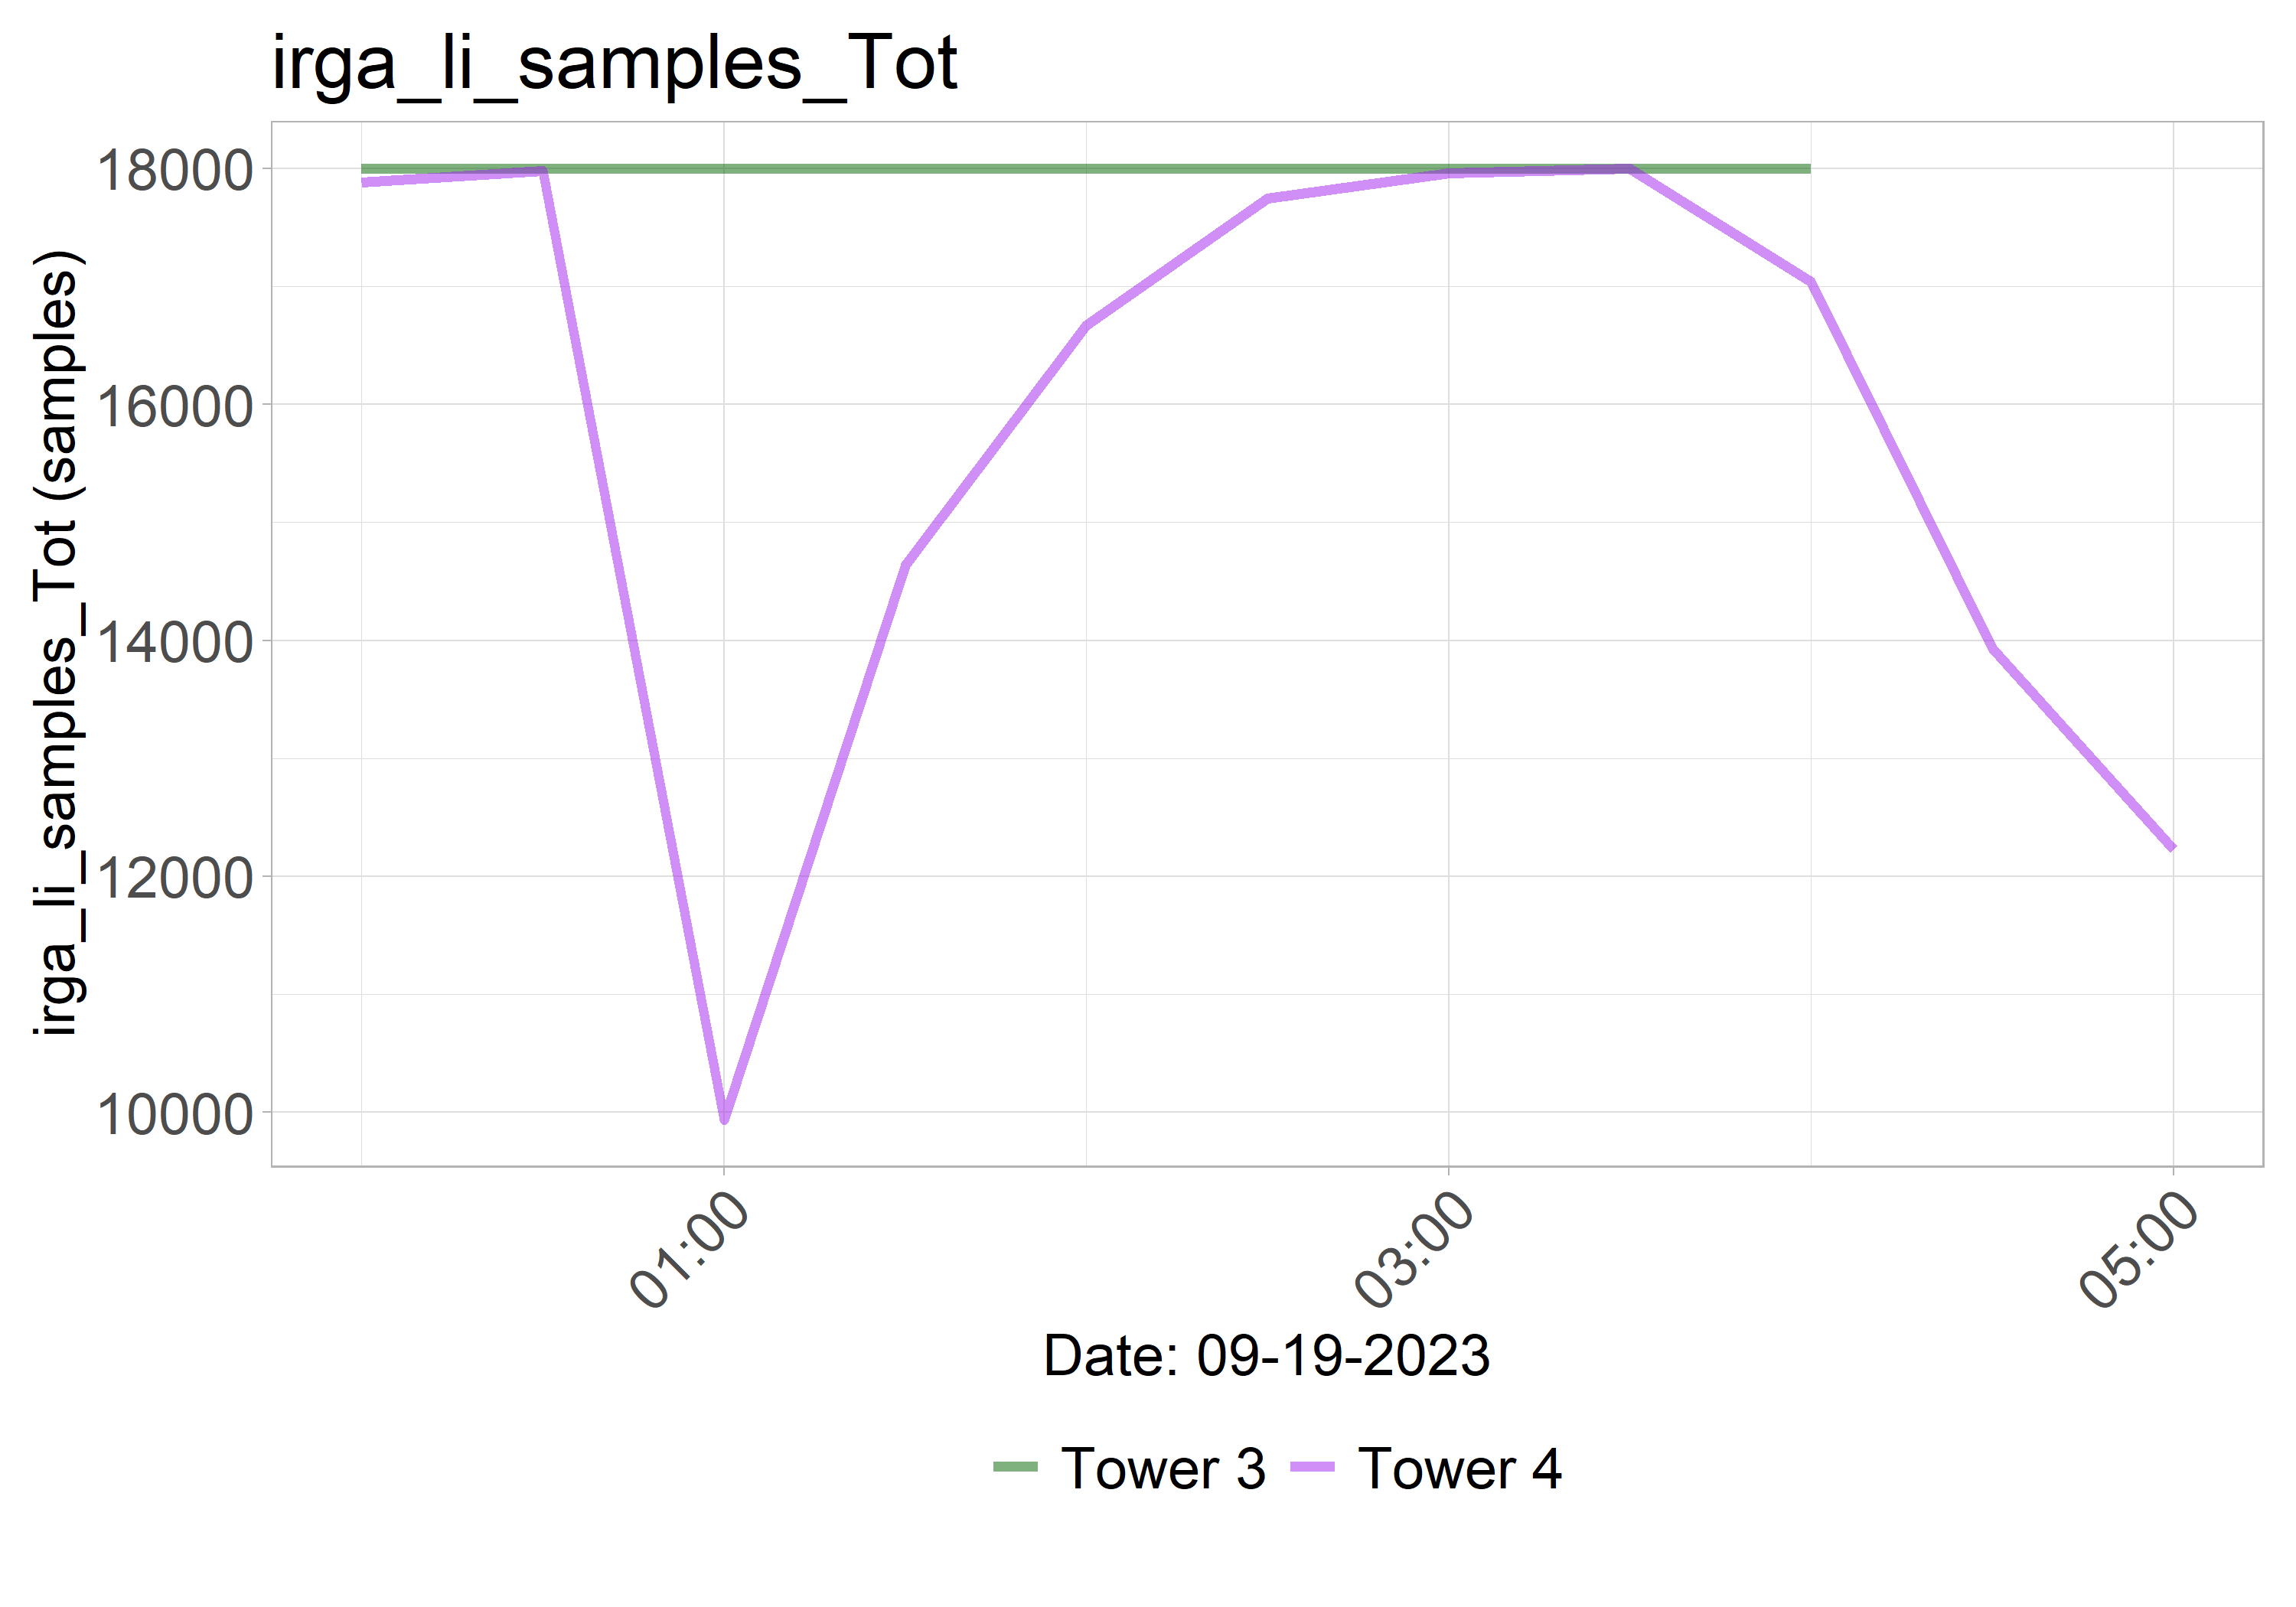 irga_li_samples_Tot
irga_li_samples_Tot (samples)
18000
16000
14000
12000
10000
01:00
03:00
05:00
Date: 09-19-2023
Tower 3
Tower 4